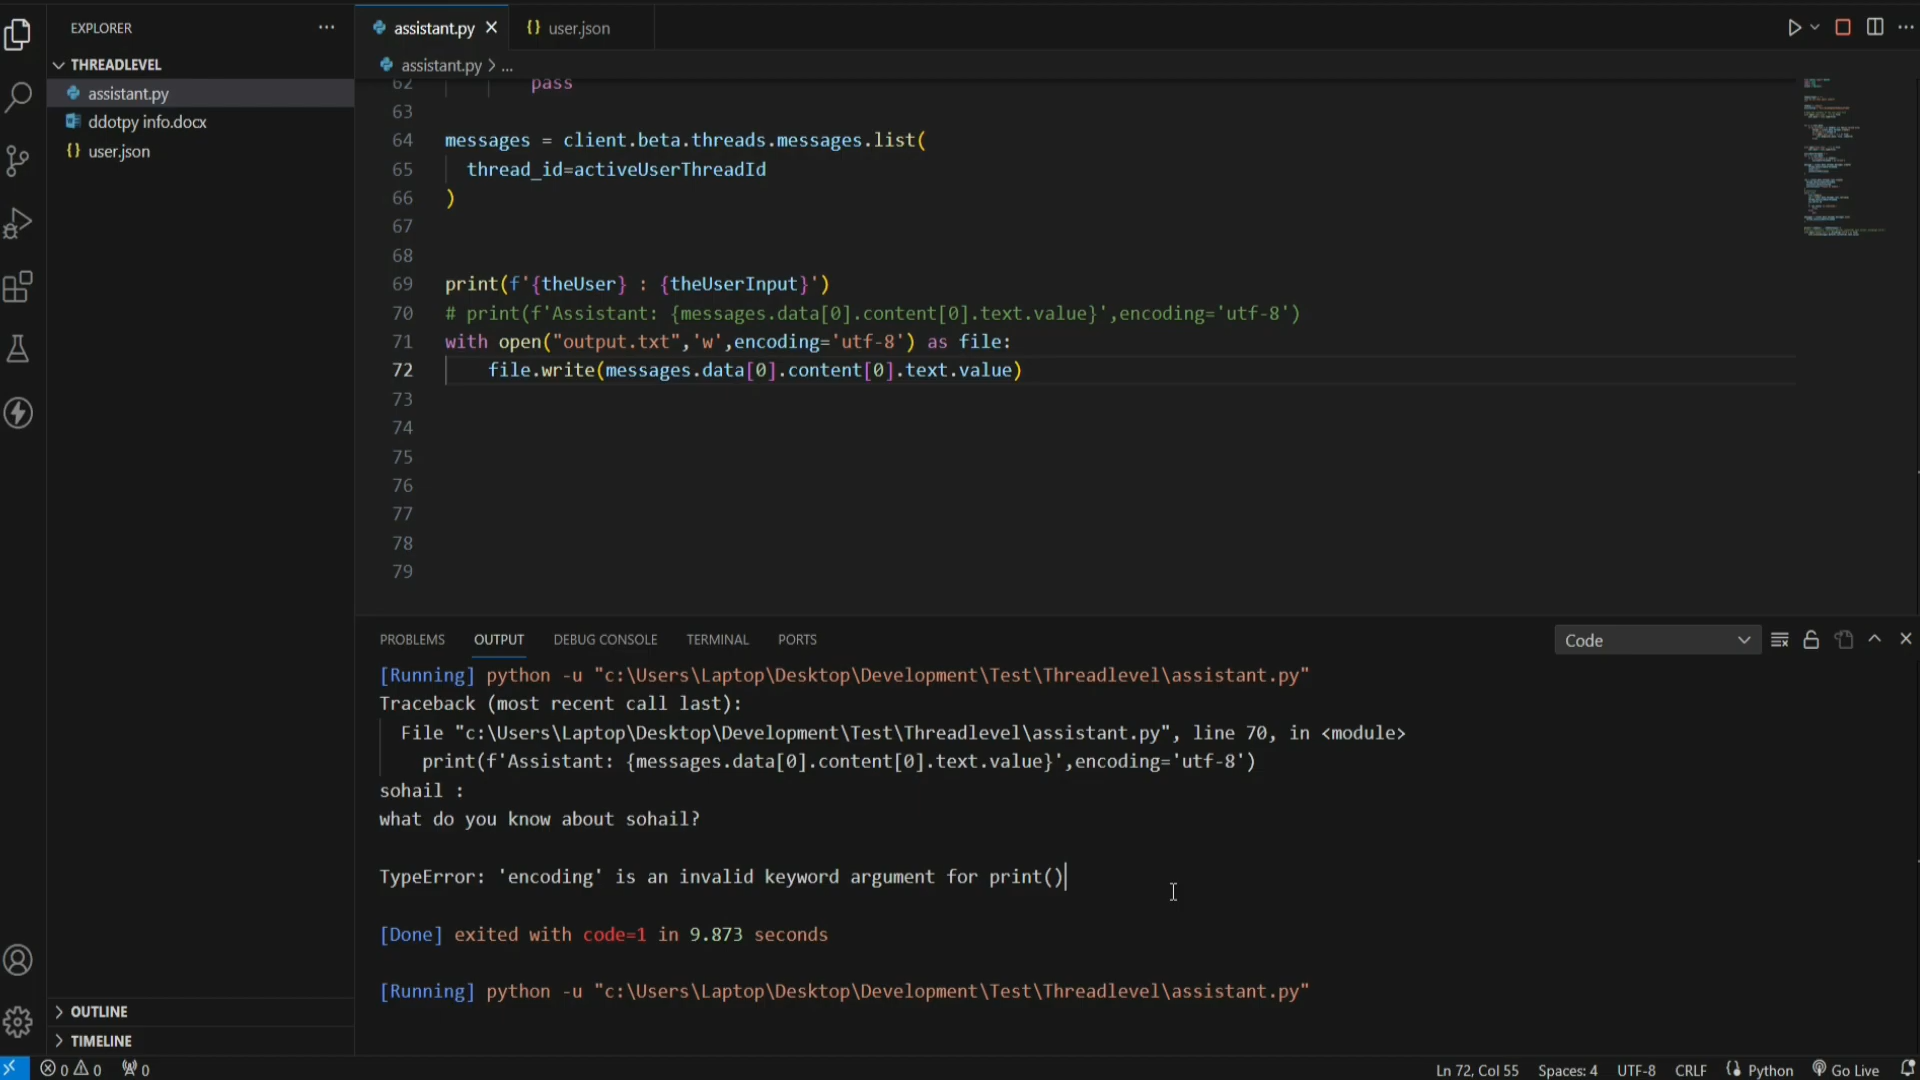 EXPLORER
THREADLEVEL
assistant.py
ddotpy info.docx
user.json
OUTLINE
TIMELINE
assistant.py
user.json
assistant.py > ...
62 pass
63
64 messages = client.beta.threads.messages.list(
65 thread_id=activeUserThreadId
66 )
67
68
69 print(f'{theUser} : {theUserInput}')
70 # print(f'Assistant: {messages.data[0].content[0].text.value}',encoding='utf-8')
71 with open("output.txt",'w',encoding='utf-8') as file:
72 file.write(messages.data[0].content[0].text.value)
73
74
75
76
77
78
79
PROBLEMS OUTPUT DEBUG CONSOLE TERMINAL PORTS Code
[Running] python -u "c:\Users\Laptop\Desktop\Development\Test\Threadlevel\assistant.py"
Traceback (most recent call last):
File "c:\Users\Laptop\Desktop\Development\Test\Threadlevel\assistant.py", line 70, in <module>
print(f'Assistant: {messages.data[0].content[0].text.value}',encoding='utf-8')
sohail :
what do you know about sohail?
TypeError: 'encoding' is an invalid keyword argument for print()
[Done] exited with code=1 in 9.873 seconds
[Running] python -u "c:\Users\Laptop\Desktop\Development\Test\Threadlevel\assistant.py"
0 0 0 Ln 72, Col 55 Spaces: 4 UTF-8 CRLF Python Go Live